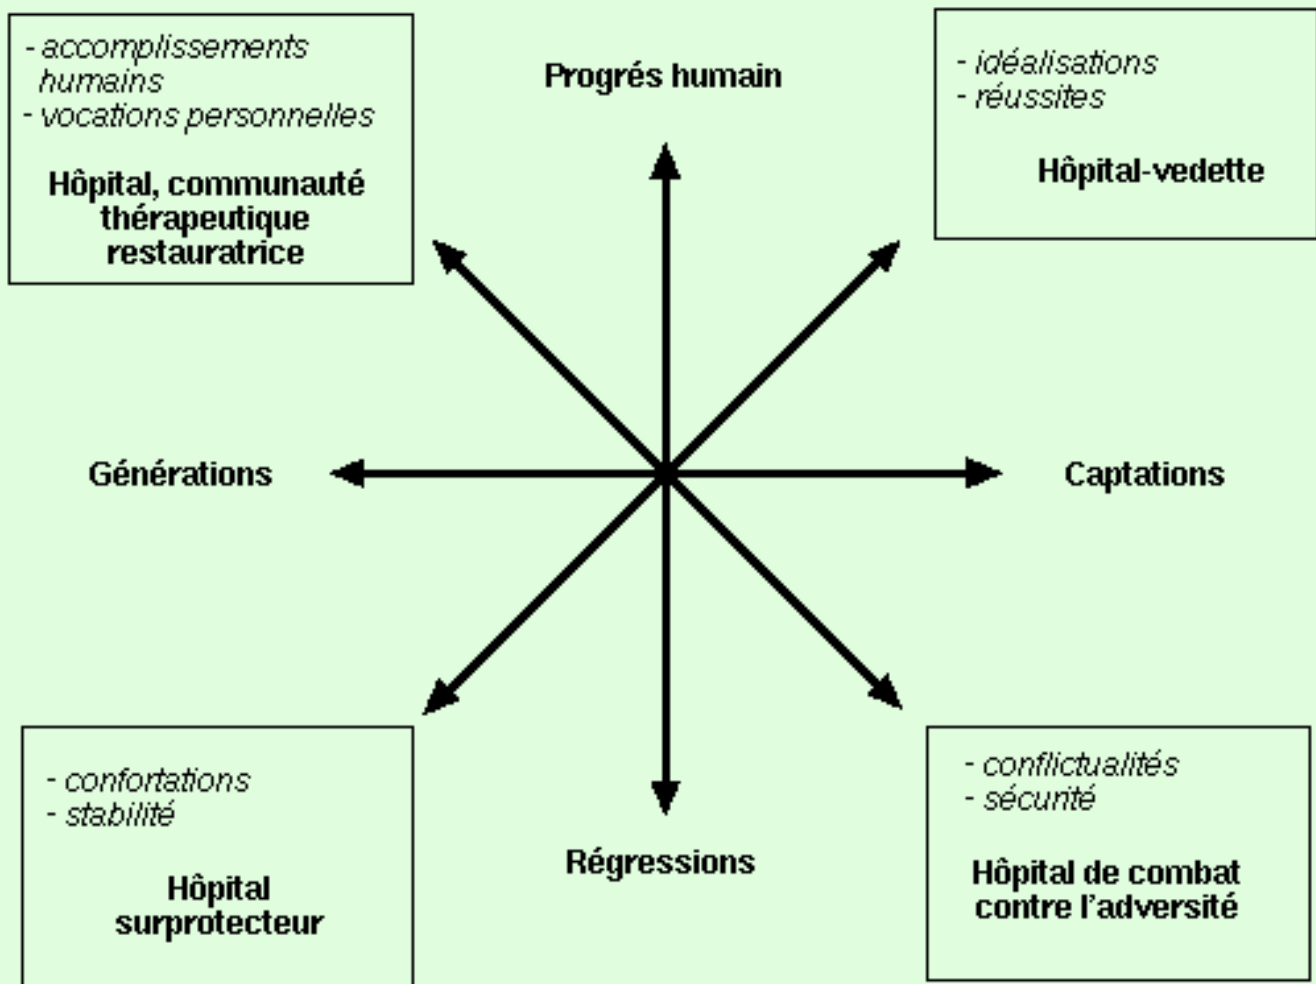 - accomplissements
humains
- vocations personnelles
Hôpital, communauté
thérapeutique
restauratrice
Progrés humain
- idéalisations
- réussites
Hôpital-vedette
Générations
Captations
- confortations
- stabilité
Hôpital
surprotecteur
Régressions
- conflictualités
- sécurité
Hôpital de combat
contre l'adversité